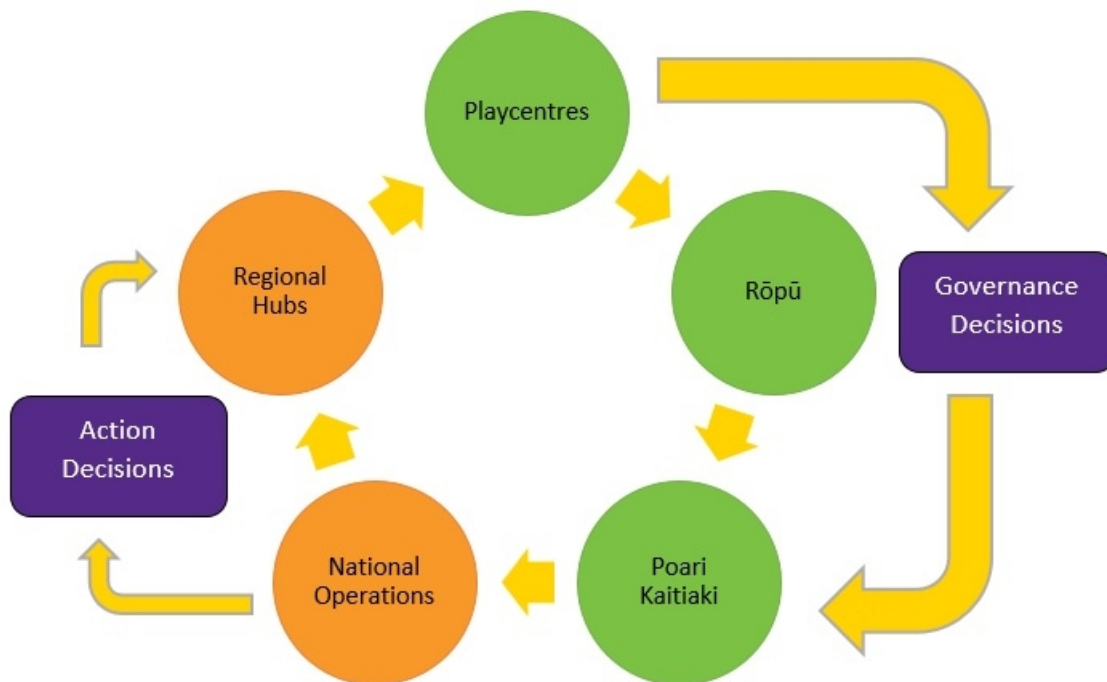 Playcentres
Rōpū
Governance
Decisions
Poari
Kaitiaki
National
Operations
Action
Decisions
Regional
Hubs